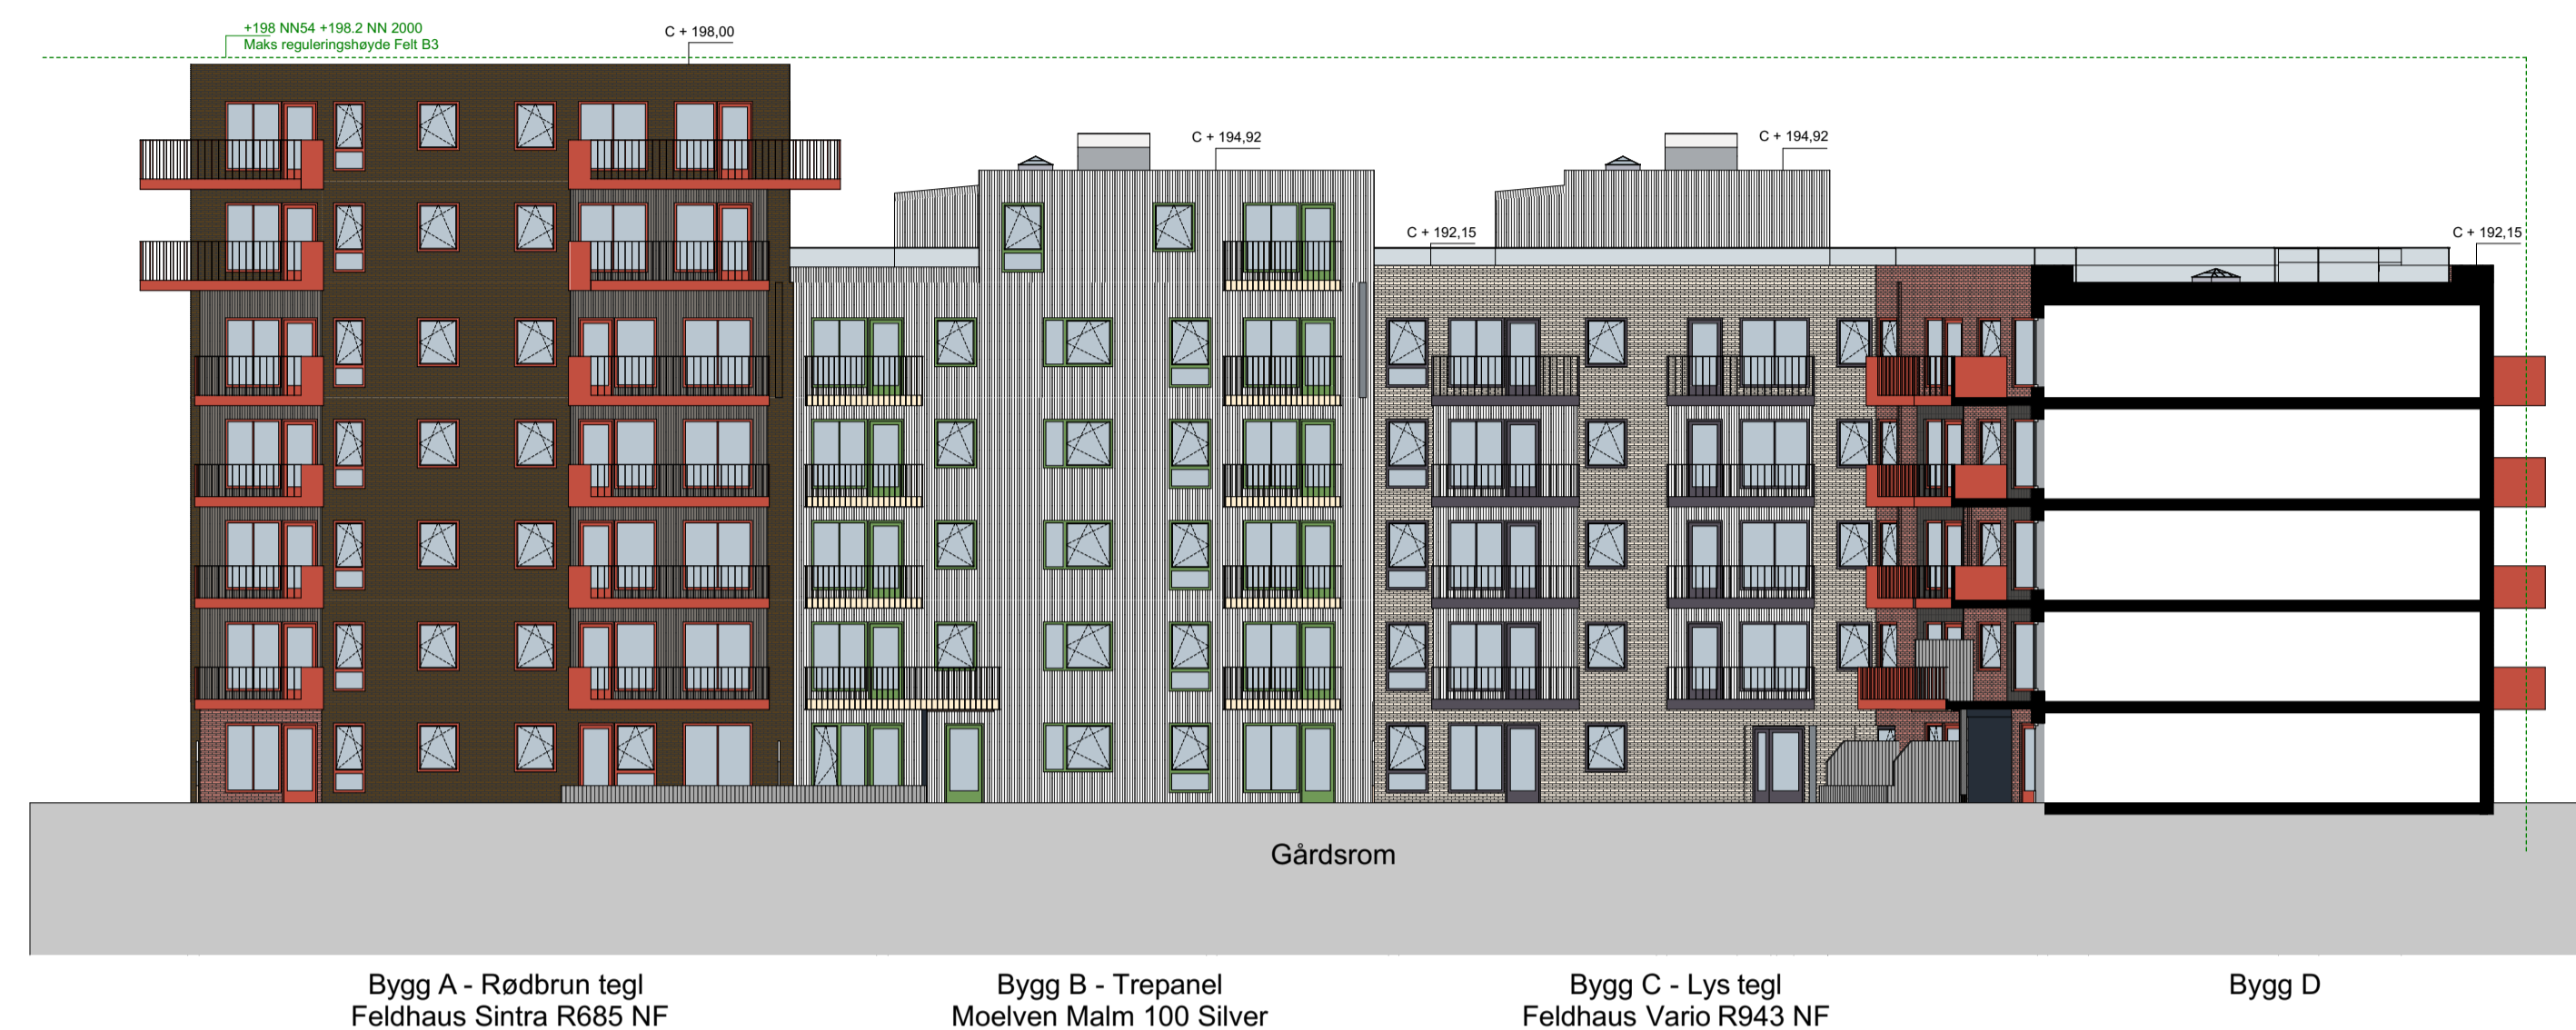 +198 NN54 +198.2 NN 2000
Maks reguleringshøyde Felt B3
C + 198,00
C + 194,92
C + 194,92
C + 192,15
C + 192,15
Gårdsrom
Bygg A - Rødbrun tegl
Feldhaus Sintra R685 NF
Bygg B - Trepanel
Moelven Malm 100 Silver
Bygg C - Lys tegl
Feldhaus Vario R943 NF
Bygg D